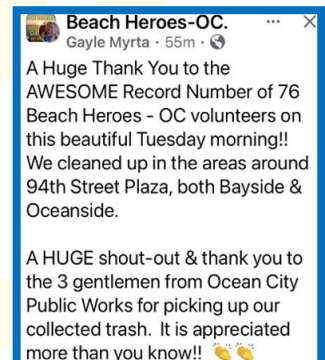 Beach Heroes-OC.
Gayle Myrta · 55m ·
A Huge Thank You to the
AWESOME Record Number of 76
Beach Heroes - OC volunteers on
this beautiful Tuesday morning!!
We cleaned up in the areas around
94th Street Plaza, both Bayside &
Oceanside.
A HUGE shout-out & thank you to
the 3 gentlemen from Ocean City
Public Works for picking up our
collected trash.  It is appreciated
more than you know!! 👏👏